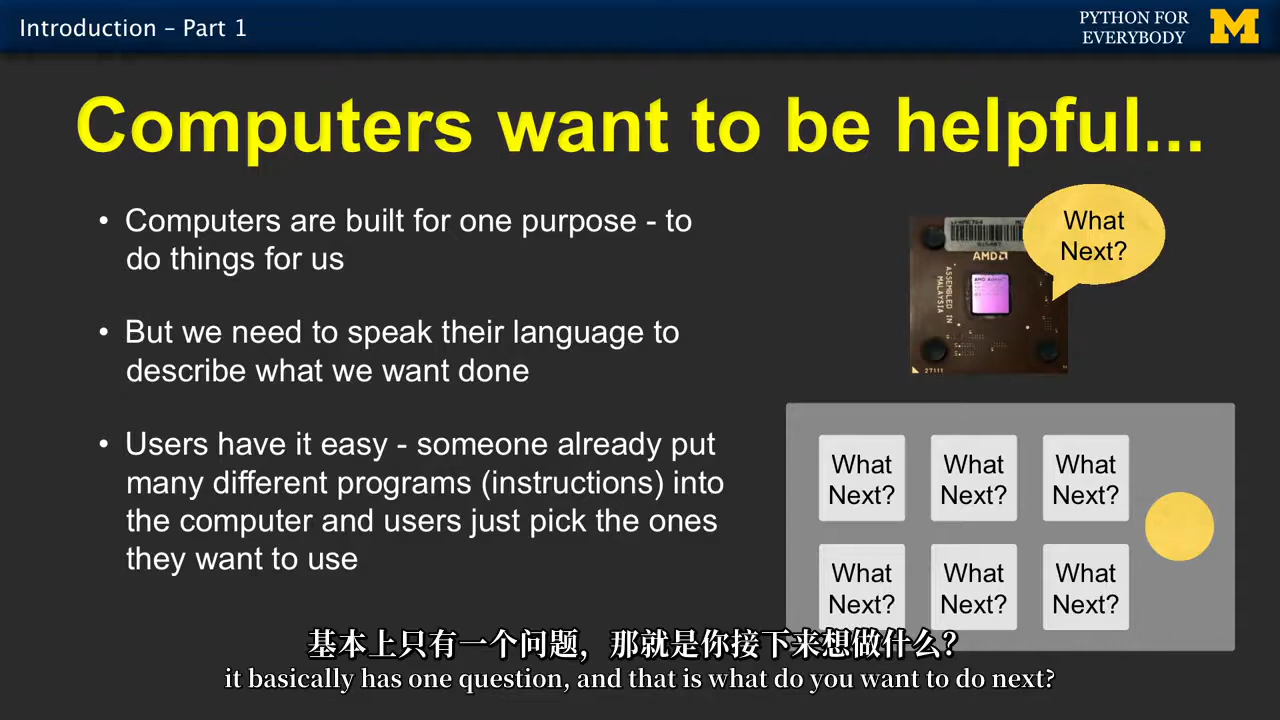 Introduction – Part 1
PYTHON FOR
EVERYBODY
M
Computers want to be helpful...
• Computers are built for one purpose - to
do things for us
• But we need to speak their language to
describe what we want done
• Users have it easy - someone already put
many different programs (instructions) into
the computer and users just pick the ones
they want to use
What
Next?
AMD
ASSEMBLED IN
MALAYSIA
27111
What
Next?
What
Next?
What
Next?
What
Next?
What
Next?
What
Next?
基本上只有一个问题，那就是你接下来想做什么？
it basically has one question, and that is what do you want to do next?